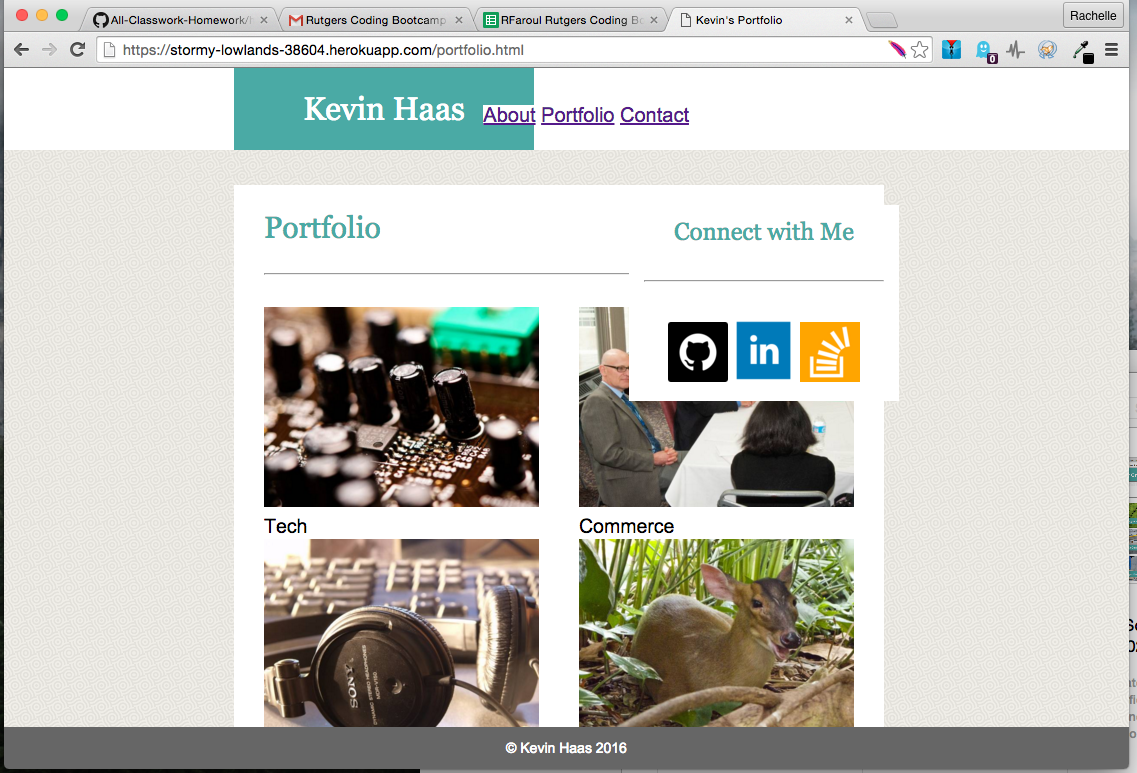 All-Classwork-Homework/
Rutgers Coding Bootcamp
RFaroul Rutgers Coding Bo
Kevin's Portfolio
Rachelle
https://stormy-lowlands-38604.herokuapp.com/portfolio.html
0
Kevin Haas
About Portfolio Contact
Portfolio
Connect with Me
in
Tech
Commerce
SONY
© Kevin Haas 2016